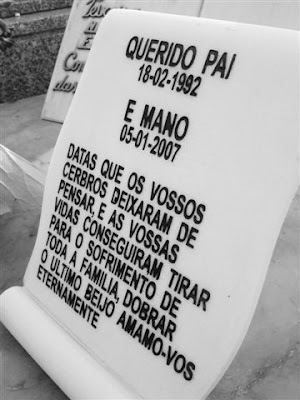 QUERIDO PAI
18-02-1992
E MANO
05-01-2007
DATAS QUE OS VOSSOS
CERBROS DEIXARAM DE
PENSAR, E AS VOSSAS
VIDAS CONSEGUIRAM TIRAR
PARA O SOFRIMENTO DE
TODA A FAMILIA, DOBRAR
O ULTIMO BEIJO AMAMO-VOS
ETERNAMENTE